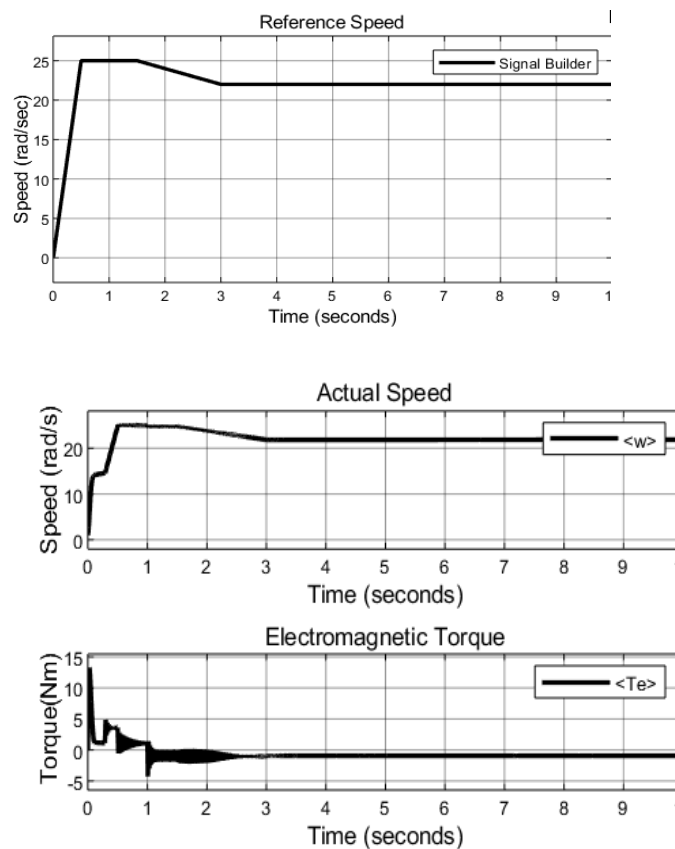 Reference Speed
Signal Builder
25
20
15
10
5
0
Speed (rad/sec)
0 1 2 3 4 5 6 7 8 9 1
Time (seconds)
Actual Speed
<w>
20
10
0
Speed (rad/s)
0 1 2 3 4 5 6 7 8 9 1
Time (seconds)
Electromagnetic Torque
<Te>
15
10
5
0
-5
Torque(Nm)
0 1 2 3 4 5 6 7 8 9 1
Time (seconds)